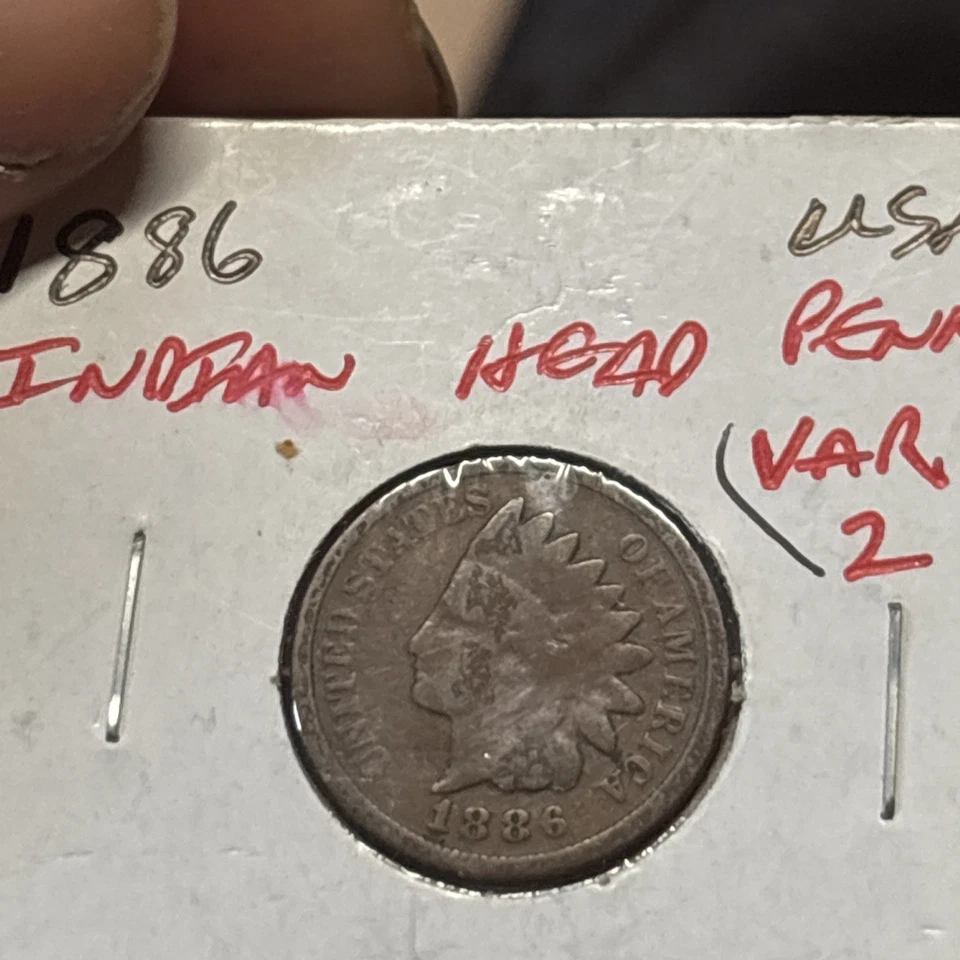 1886 USA
INDIAN HEAD PENN
(VAR.
2
UNITED STATES OF AMERICA
1886